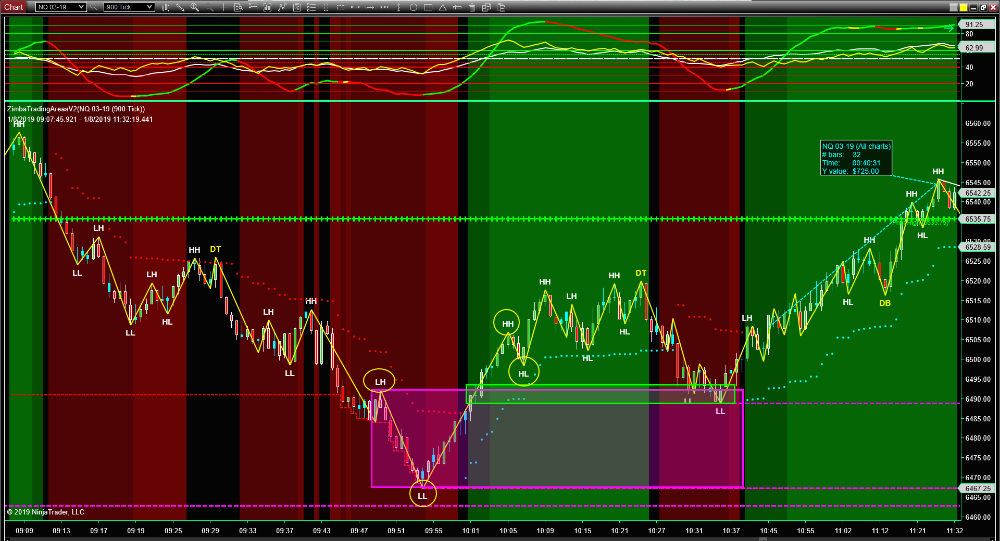 Chart NQ 03-19 900 Tick
91.25
80
62.99
40
20
ZimbaTradingAreasV2(NQ 03-19 (900 Tick))
1/8/2019 09:07:45.921 - 1/8/2019 11:32:19.441
HH
6560.00
6555.00
NQ 03-19 (All charts)
# bars: 32
Time: 00:40:31
Y value: $725.00
6550.00
HH
6545.00
HH
6542.25
6540.00
6535.75
Prior High (6535.75)
LH
HL
HH
6530.00
HH
DT
6528.59
6525.00
LL
LH
HH
HH
DT
6520.00
LH
6515.00
HH
HL
DB
LH
LH
HL
6510.00
HH
HL
LL
6505.00
HL
6500.00
LL
HL
6495.00
LH
6490.00
LL
LL
6485.00
6480.00
6475.00
6470.00
6467.25
LL
6465.00
© 2019 NinjaTrader, LLC
6460.00
09:09 09:13 09:17 09:19 09:25 09:29 09:33 09:37 09:43 09:47 09:51 09:55 10:01 10:05 10:09 10:15 10:21 10:27 10:31 10:37 10:45 10:55 11:02 11:12 11:21 11:32